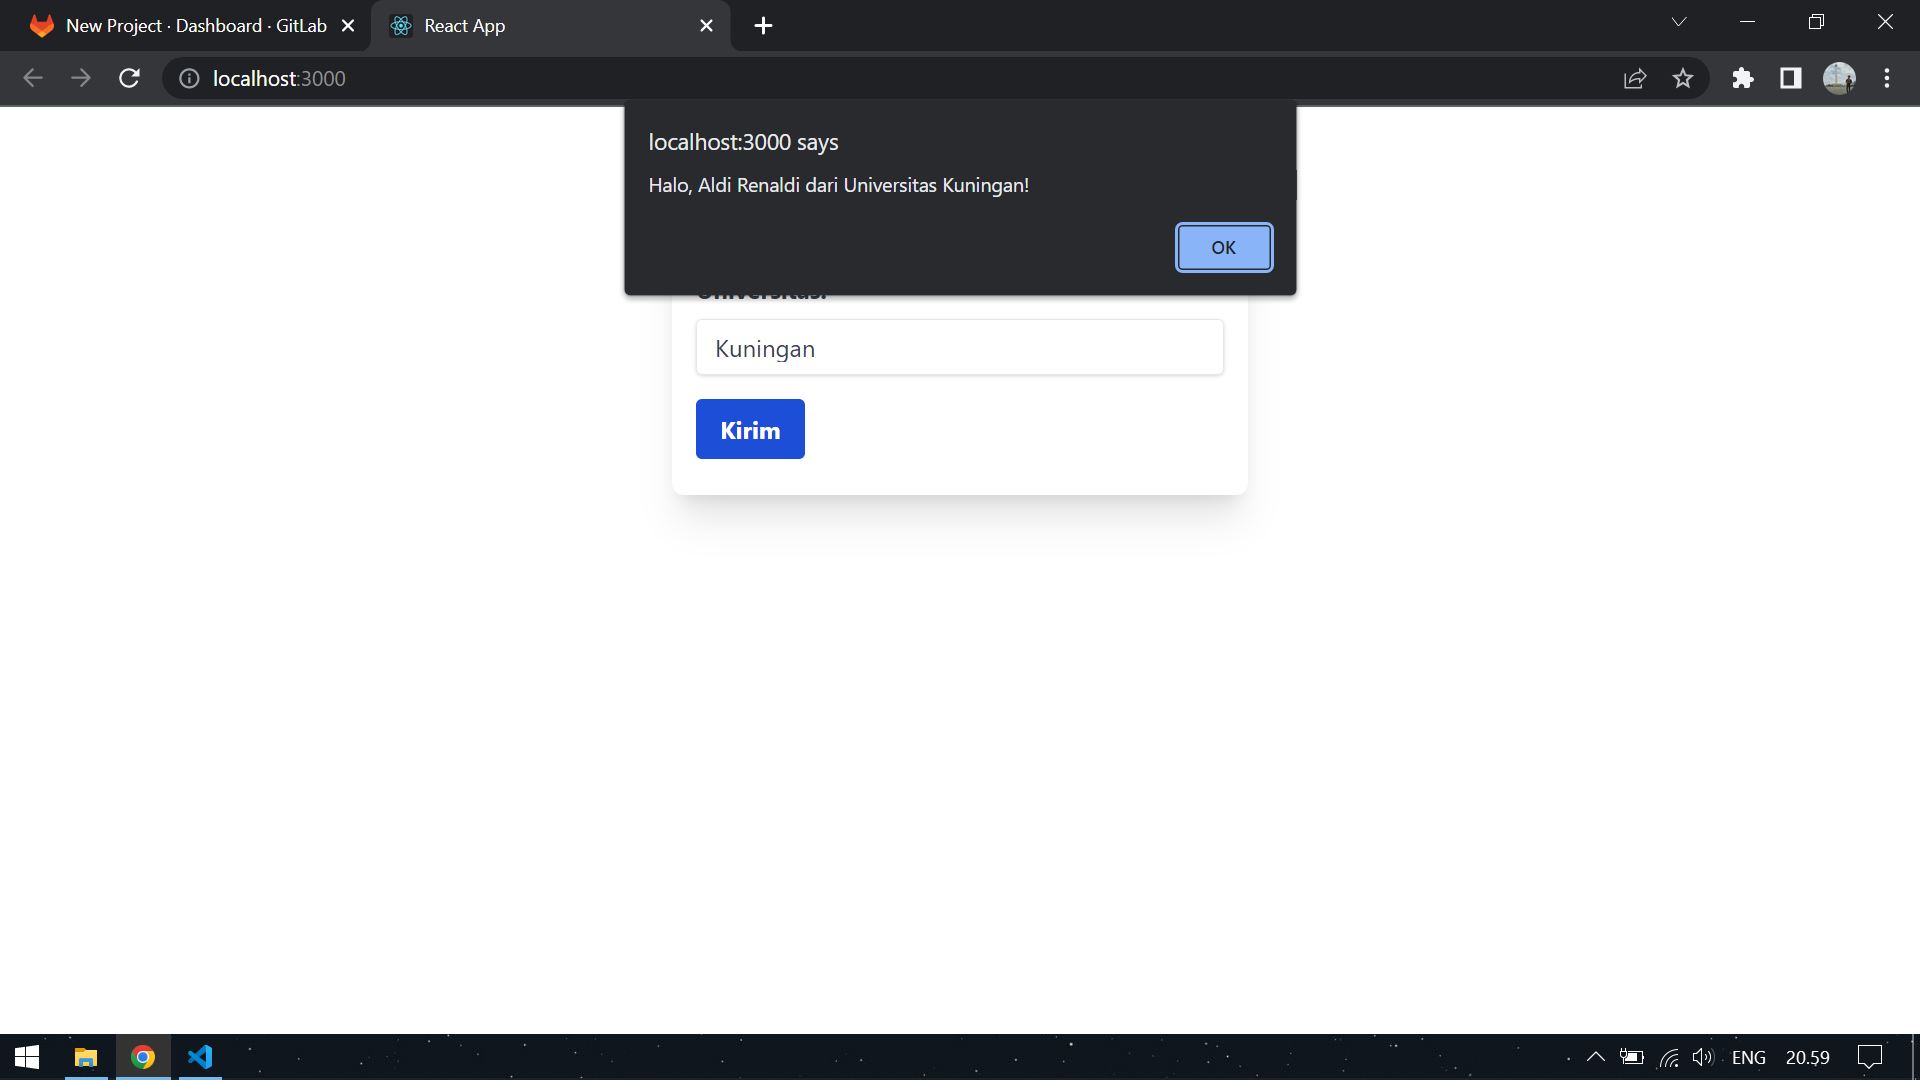 New Project · Dashboard · GitLab
React App
localhost:3000
localhost:3000 says
Halo, Aldi Renaldi dari Universitas Kuningan!
OK
Universitas:
Kuningan
Kirim
ENG
20.59